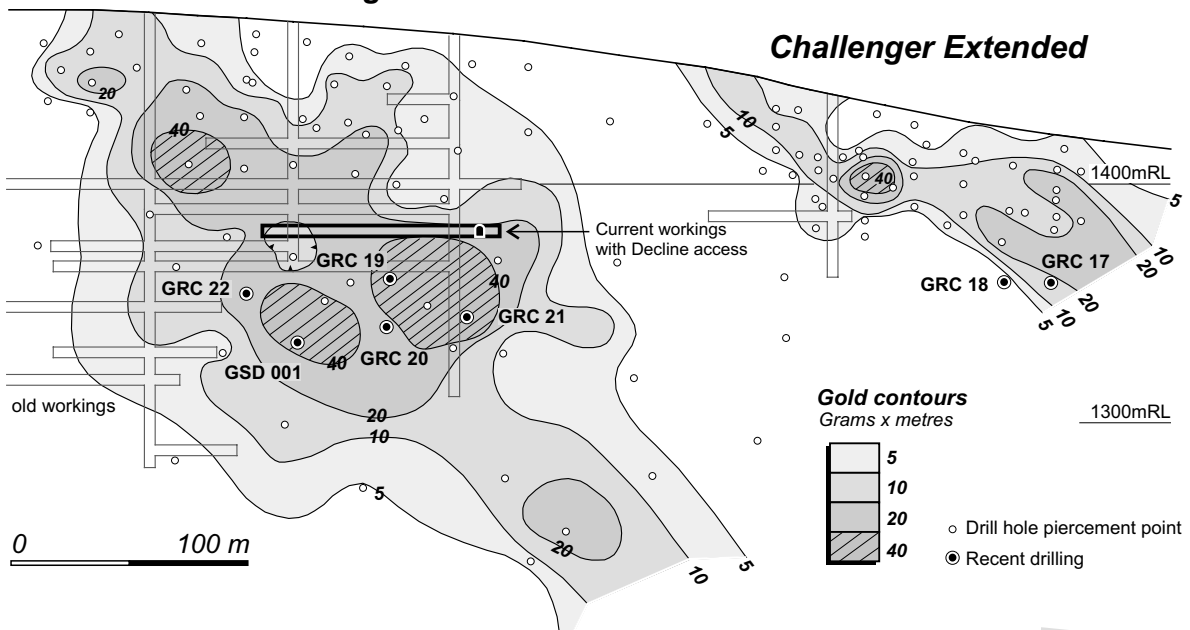 Challenger Extended
20
40
40
10
5
40
1400mRL
5
Current workings
with Decline access
GRC 19
GRC 22
40
GRC 21
GRC 20
GSD 001
40
GRC 17
GRC 18
10
20
20
10
5
old workings
20
10
5
20
10
5
0 100 m
Gold contours
Grams x metres
5
10
20
40
1300mRL
Drill hole piercement point
Recent drilling